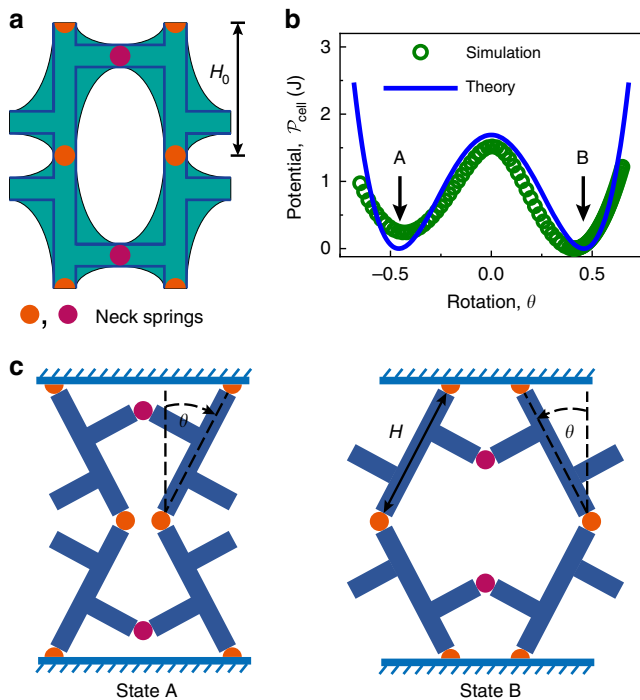 a
H₀
, Neck springs
b
Simulation
Theory
Potential, 𝒫cell (J)
3
2
1
0
A
B
−0.5
0.0
0.5
Rotation, θ
c
θ
State A
H
θ
State B